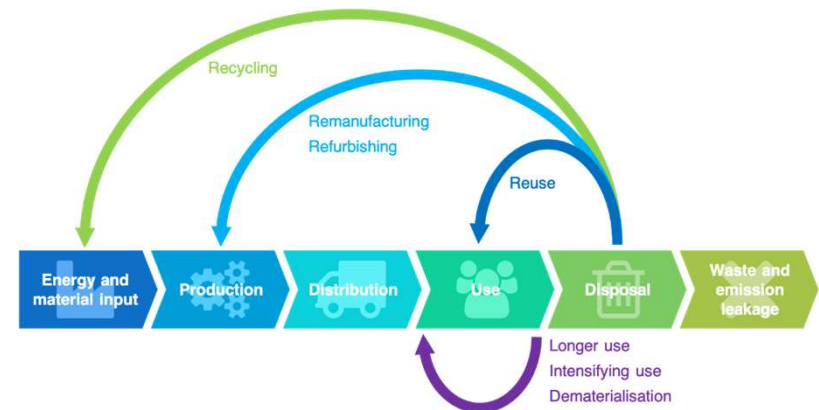 Recycling
Remanufacturing
Refurbishing
Reuse
Energy and
material input
Production
Distribution
Use
Disposal
Waste and
emission
leakage
Longer use
Intensifying use
Dematerialisation